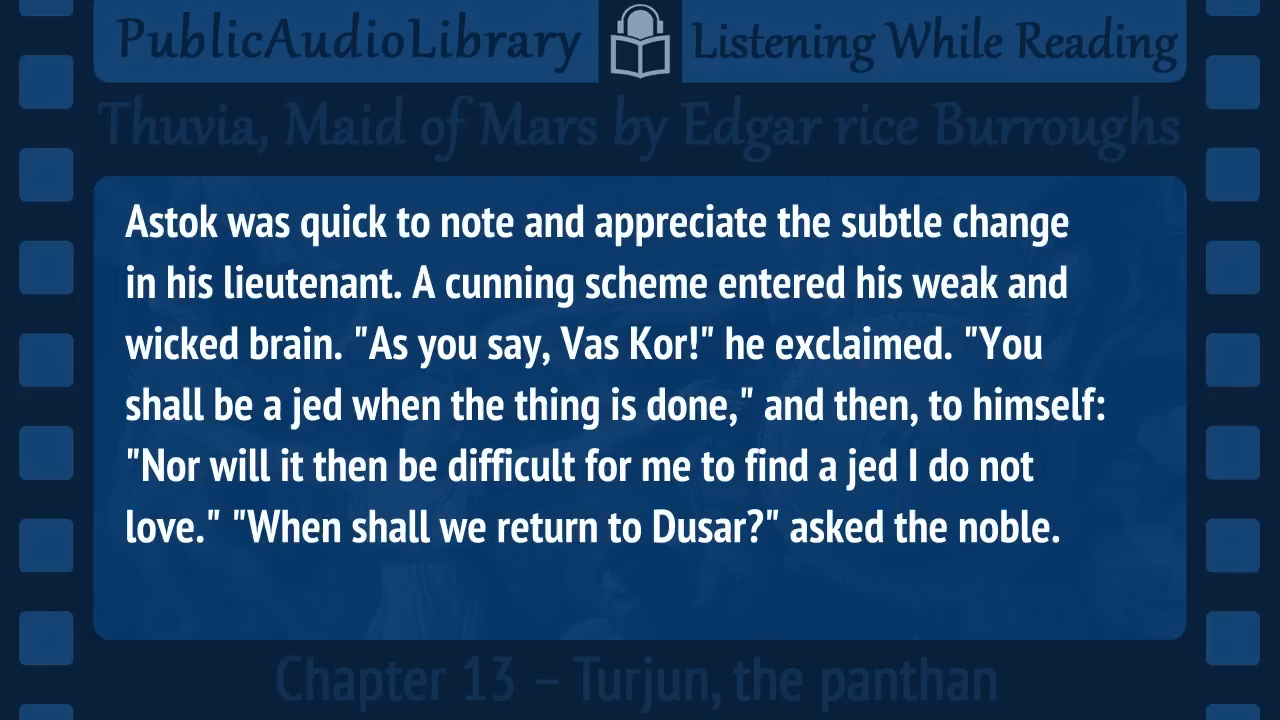 PublicAudioLibrary Listening While Reading
Thuvia, Maid of Mars by Edgar rice Burroughs
Astok was quick to note and appreciate the subtle change
in his lieutenant. A cunning scheme entered his weak and
wicked brain. "As you say, Vas Kor!" he exclaimed. "You
shall be a jed when the thing is done," and then, to himself:
"Nor will it then be difficult for me to find a jed I do not
love." "When shall we return to Dusar?" asked the noble.
Chapter 13 – Turjun, the panthan